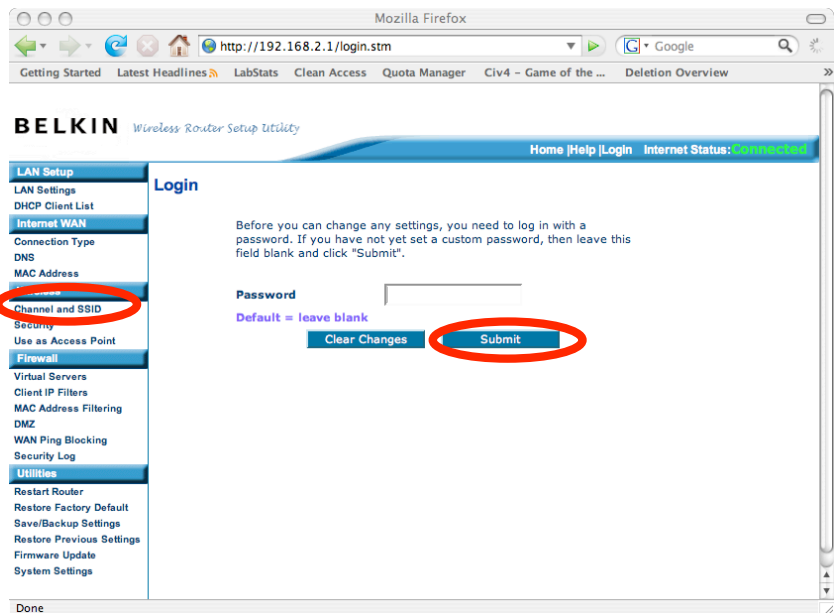 Mozilla Firefox
http://192.168.2.1/login.stm
G Google
Getting Started Latest Headlines LabStats Clean Access Quota Manager Civ4 – Game of the ... Deletion Overview »
BELKIN Wireless Router Setup Utility
Home |Help |Login Internet Status:Connected
LAN Setup
LAN Settings
DHCP Client List
Internet WAN
Connection Type
DNS
MAC Address
Channel and SSID
Security
Use as Access Point
Firewall
Virtual Servers
Client IP Filters
MAC Address Filtering
DMZ
WAN Ping Blocking
Security Log
Utilities
Restart Router
Restore Factory Default
Save/Backup Settings
Restore Previous Settings
Firmware Update
System Settings
Login
Before you can change any settings, you need to log in with a
password. If you have not yet set a custom password, then leave this
field blank and click "Submit".
Password
Default = leave blank
Clear Changes Submit
Done